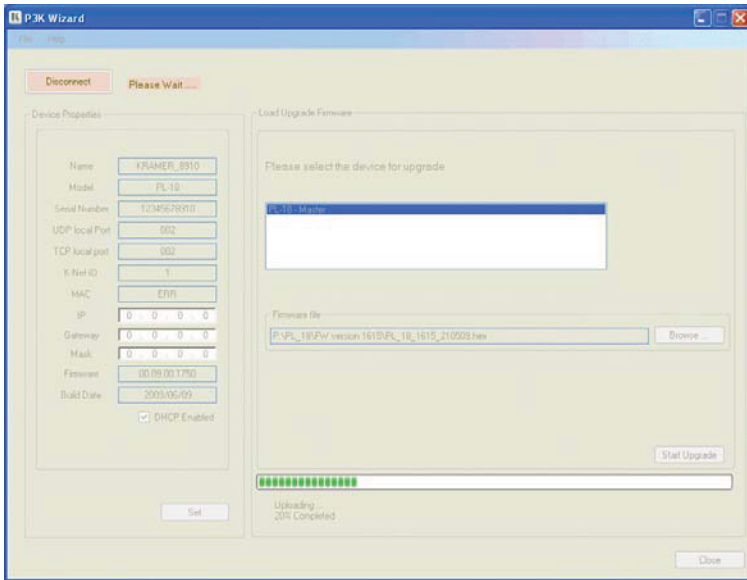 P3K Wizard
File Help
Disconnect
Please Wait ....
Device Properties
Name KRAMER_8910
Model PL-18
Serial Number 12345678910
UDP local Port 002
TCP local port 002
K-Net ID 1
MAC ERR
IP 0 . 0 . 0 . 0
Gateway 0 . 0 . 0 . 0
Mask 0 . 0 . 0 . 0
Firmware 00.09.00.1750
Build Date 2009/06/09
DHCP Enabled
Set
Load Upgrade Firmware
Please select the device for upgrade
PL-18 - Master
Firmware file
P:\PL_18\FW version 1615\PL_18_1615_210509.hex
Browse ...
Start Upgrade
Uploading ...
20% Completed
Close